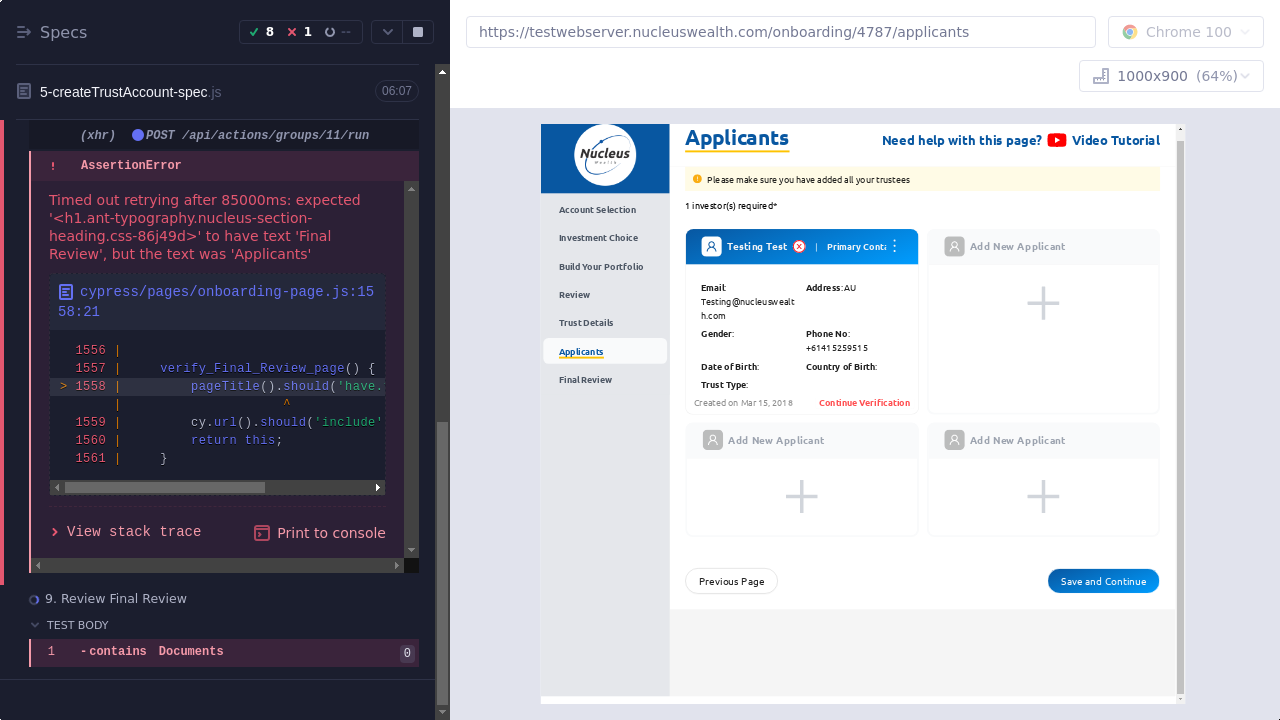 Specs
8
1
--
5-createTrustAccount-spec.js
06:07
(xhr) POST /api/actions/groups/11/run
! AssertionError
Timed out retrying after 85000ms: expected
'<h1.ant-typography.nucleus-section-
heading.css-86j49d>' to have text 'Final
Review', but the text was 'Applicants'
cypress/pages/onboarding-page.js:15
58:21
1556 |
1557 |     verify_Final_Review_page() {
> 1558 |         pageTitle().should('have.
|                     ^
1559 |         cy.url().should('include'
1560 |         return this;
1561 |     }
> View stack trace
Print to console
9. Review Final Review
TEST BODY
1 -contains Documents 0
https://testwebserver.nucleuswealth.com/onboarding/4787/applicants
Chrome 100
1000x900 (64%)
Nucleus
Wealth
Account Selection
Investment Choice
Build Your Portfolio
Review
Trust Details
Applicants
Final Review
Applicants
Need help with this page? Video Tutorial
Please make sure you have added all your trustees
1 investor(s) required*
Testing Test | Primary Conta
Email:
Testing@nucleuswealt
h.com
Address: AU
Gender:
Phone No:
+61415259515
Date of Birth:
Country of Birth:
Trust Type:
Created on Mar 15, 2018
Continue Verification
Add New Applicant
Add New Applicant
Add New Applicant
Previous Page
Save and Continue